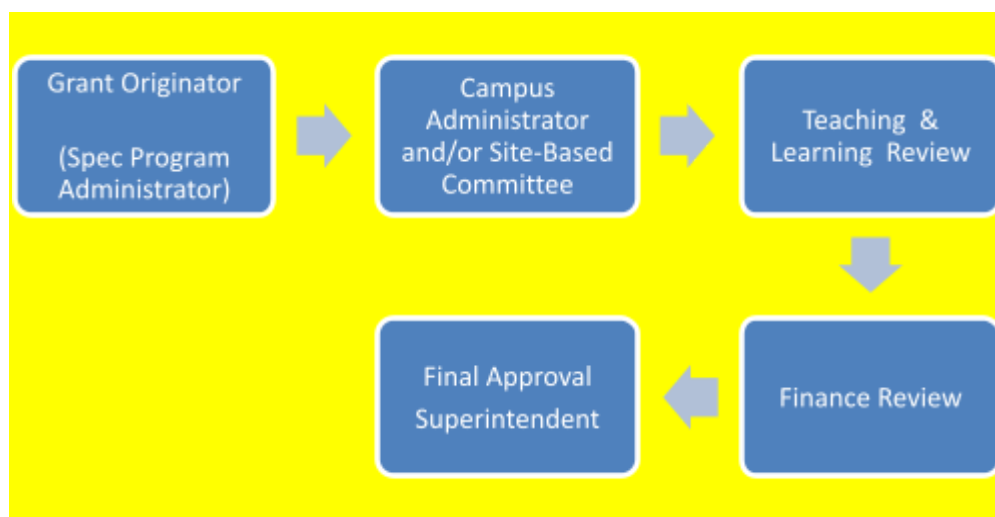 Grant Originator
(Spec Program
Administrator)
Campus
Administrator
and/or Site-Based
Committee
Teaching & 
Learning Review
Finance Review
Final Approval
Superintendent